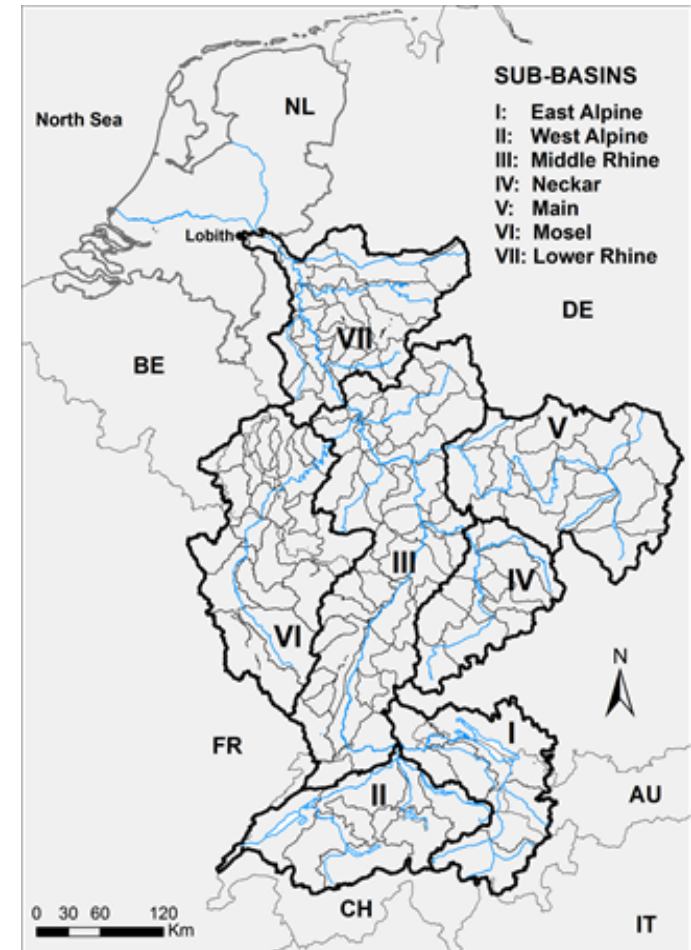 SUB-BASINS
I: East Alpine
II: West Alpine
III: Middle Rhine
IV: Neckar
V: Main
VI: Mosel
VII: Lower Rhine
North Sea
NL
Lobith
DE
BE
VII
V
III
IV
VI
N
I
FR
II
AU
CH
IT
0 30 60 120
Km